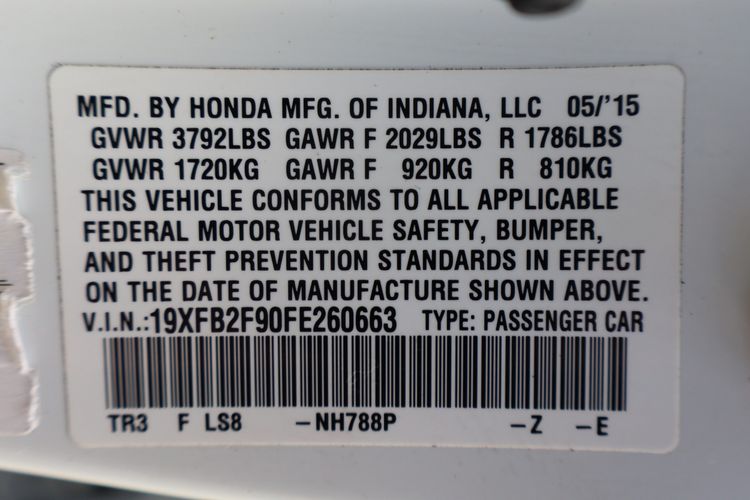 MFD. BY HONDA MFG. OF INDIANA, LLC 05/'15
GVWR 3792LBS GAWR F 2029LBS R 1786LBS
GVWR 1720KG GAWR F 920KG R 810KG
THIS VEHICLE CONFORMS TO ALL APPLICABLE
FEDERAL MOTOR VEHICLE SAFETY, BUMPER,
AND THEFT PREVENTION STANDARDS IN EFFECT
ON THE DATE OF MANUFACTURE SHOWN ABOVE.
V.I.N.:19XFB2F90FE260663 TYPE: PASSENGER CAR
TR3 F LS8 -NH788P -Z -E